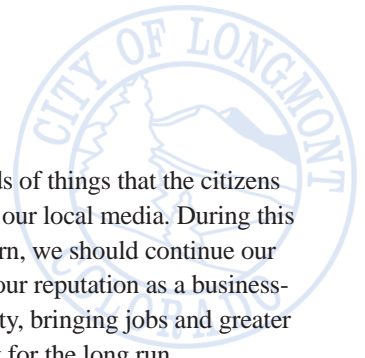 CITY OF LONGMONT
COLORADO
ds of things that the citizens
our local media. During this
rn, we should continue our
our reputation as a business-
ty, bringing jobs and greater
for the long run.